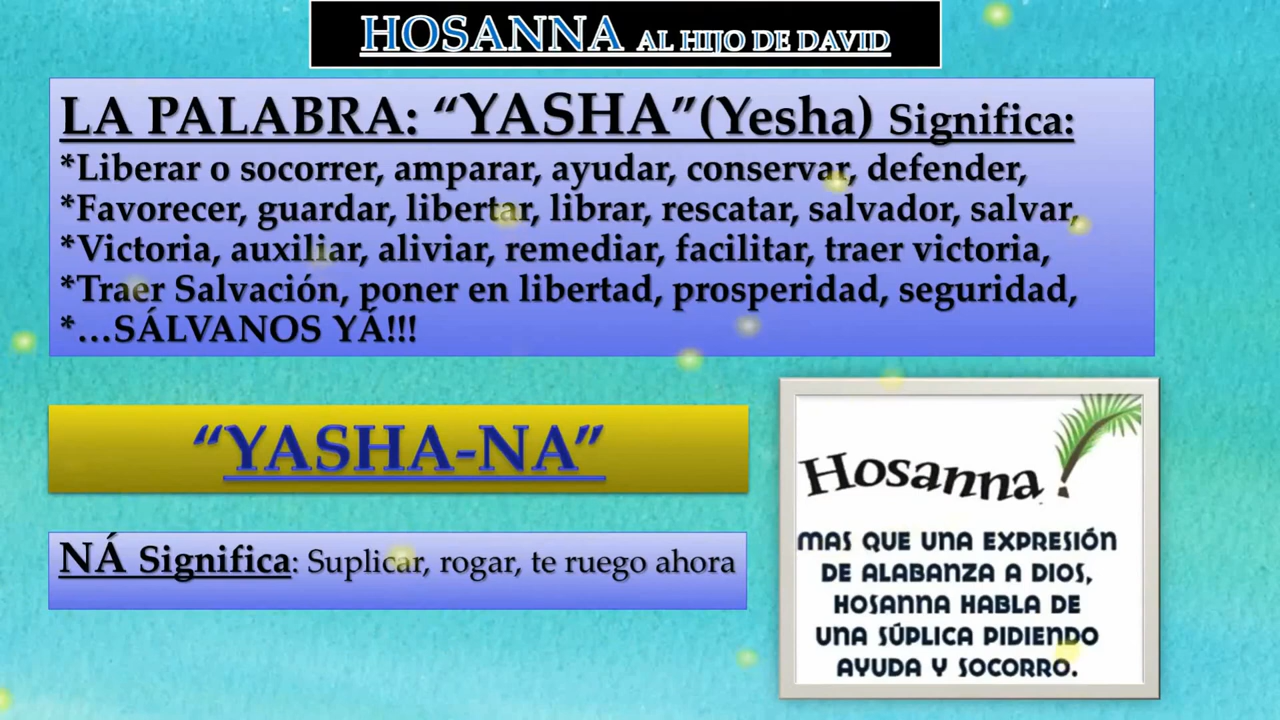 HOSANNA AL HIJO DE DAVID
LA PALABRA: “YASHA”(Yesha) Significa:
*Liberar o socorrer, amparar, ayudar, conservar, defender,
*Favorecer, guardar, libertar, librar, rescatar, salvador, salvar,
*Victoria, auxiliar, aliviar, remediar, facilitar, traer victoria,
*Traer Salvación, poner en libertad, prosperidad, seguridad,
*…SÁLVANOS YÁ!!!
“YASHA-NA”
NÁ Significa: Suplicar, rogar, te ruego ahora
Hosanna!
MAS QUE UNA EXPRESIÓN
DE ALABANZA A DIOS,
HOSANNA HABLA DE
UNA SÚPLICA PIDIENDO
AYUDA Y SOCORRO.